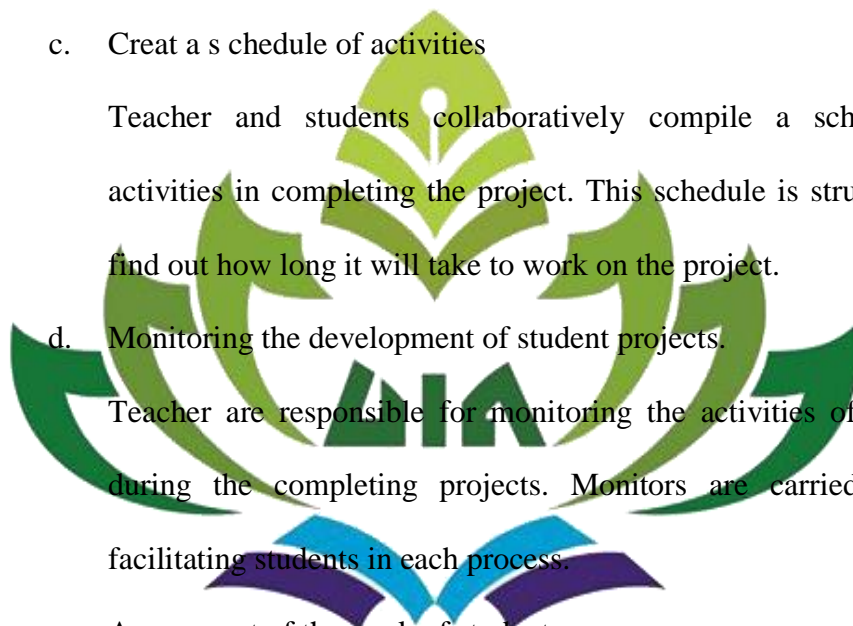 c. Creat a s chedule of activities
Teacher and students collaboratively compile a sch
activities in completing the project. This schedule is stru
find out how long it will take to work on the project.
d. Monitoring the development of student projects.
Teacher are responsible for monitoring the activities of
during the completing projects. Monitors are carried
facilitating students in each process.
UIN